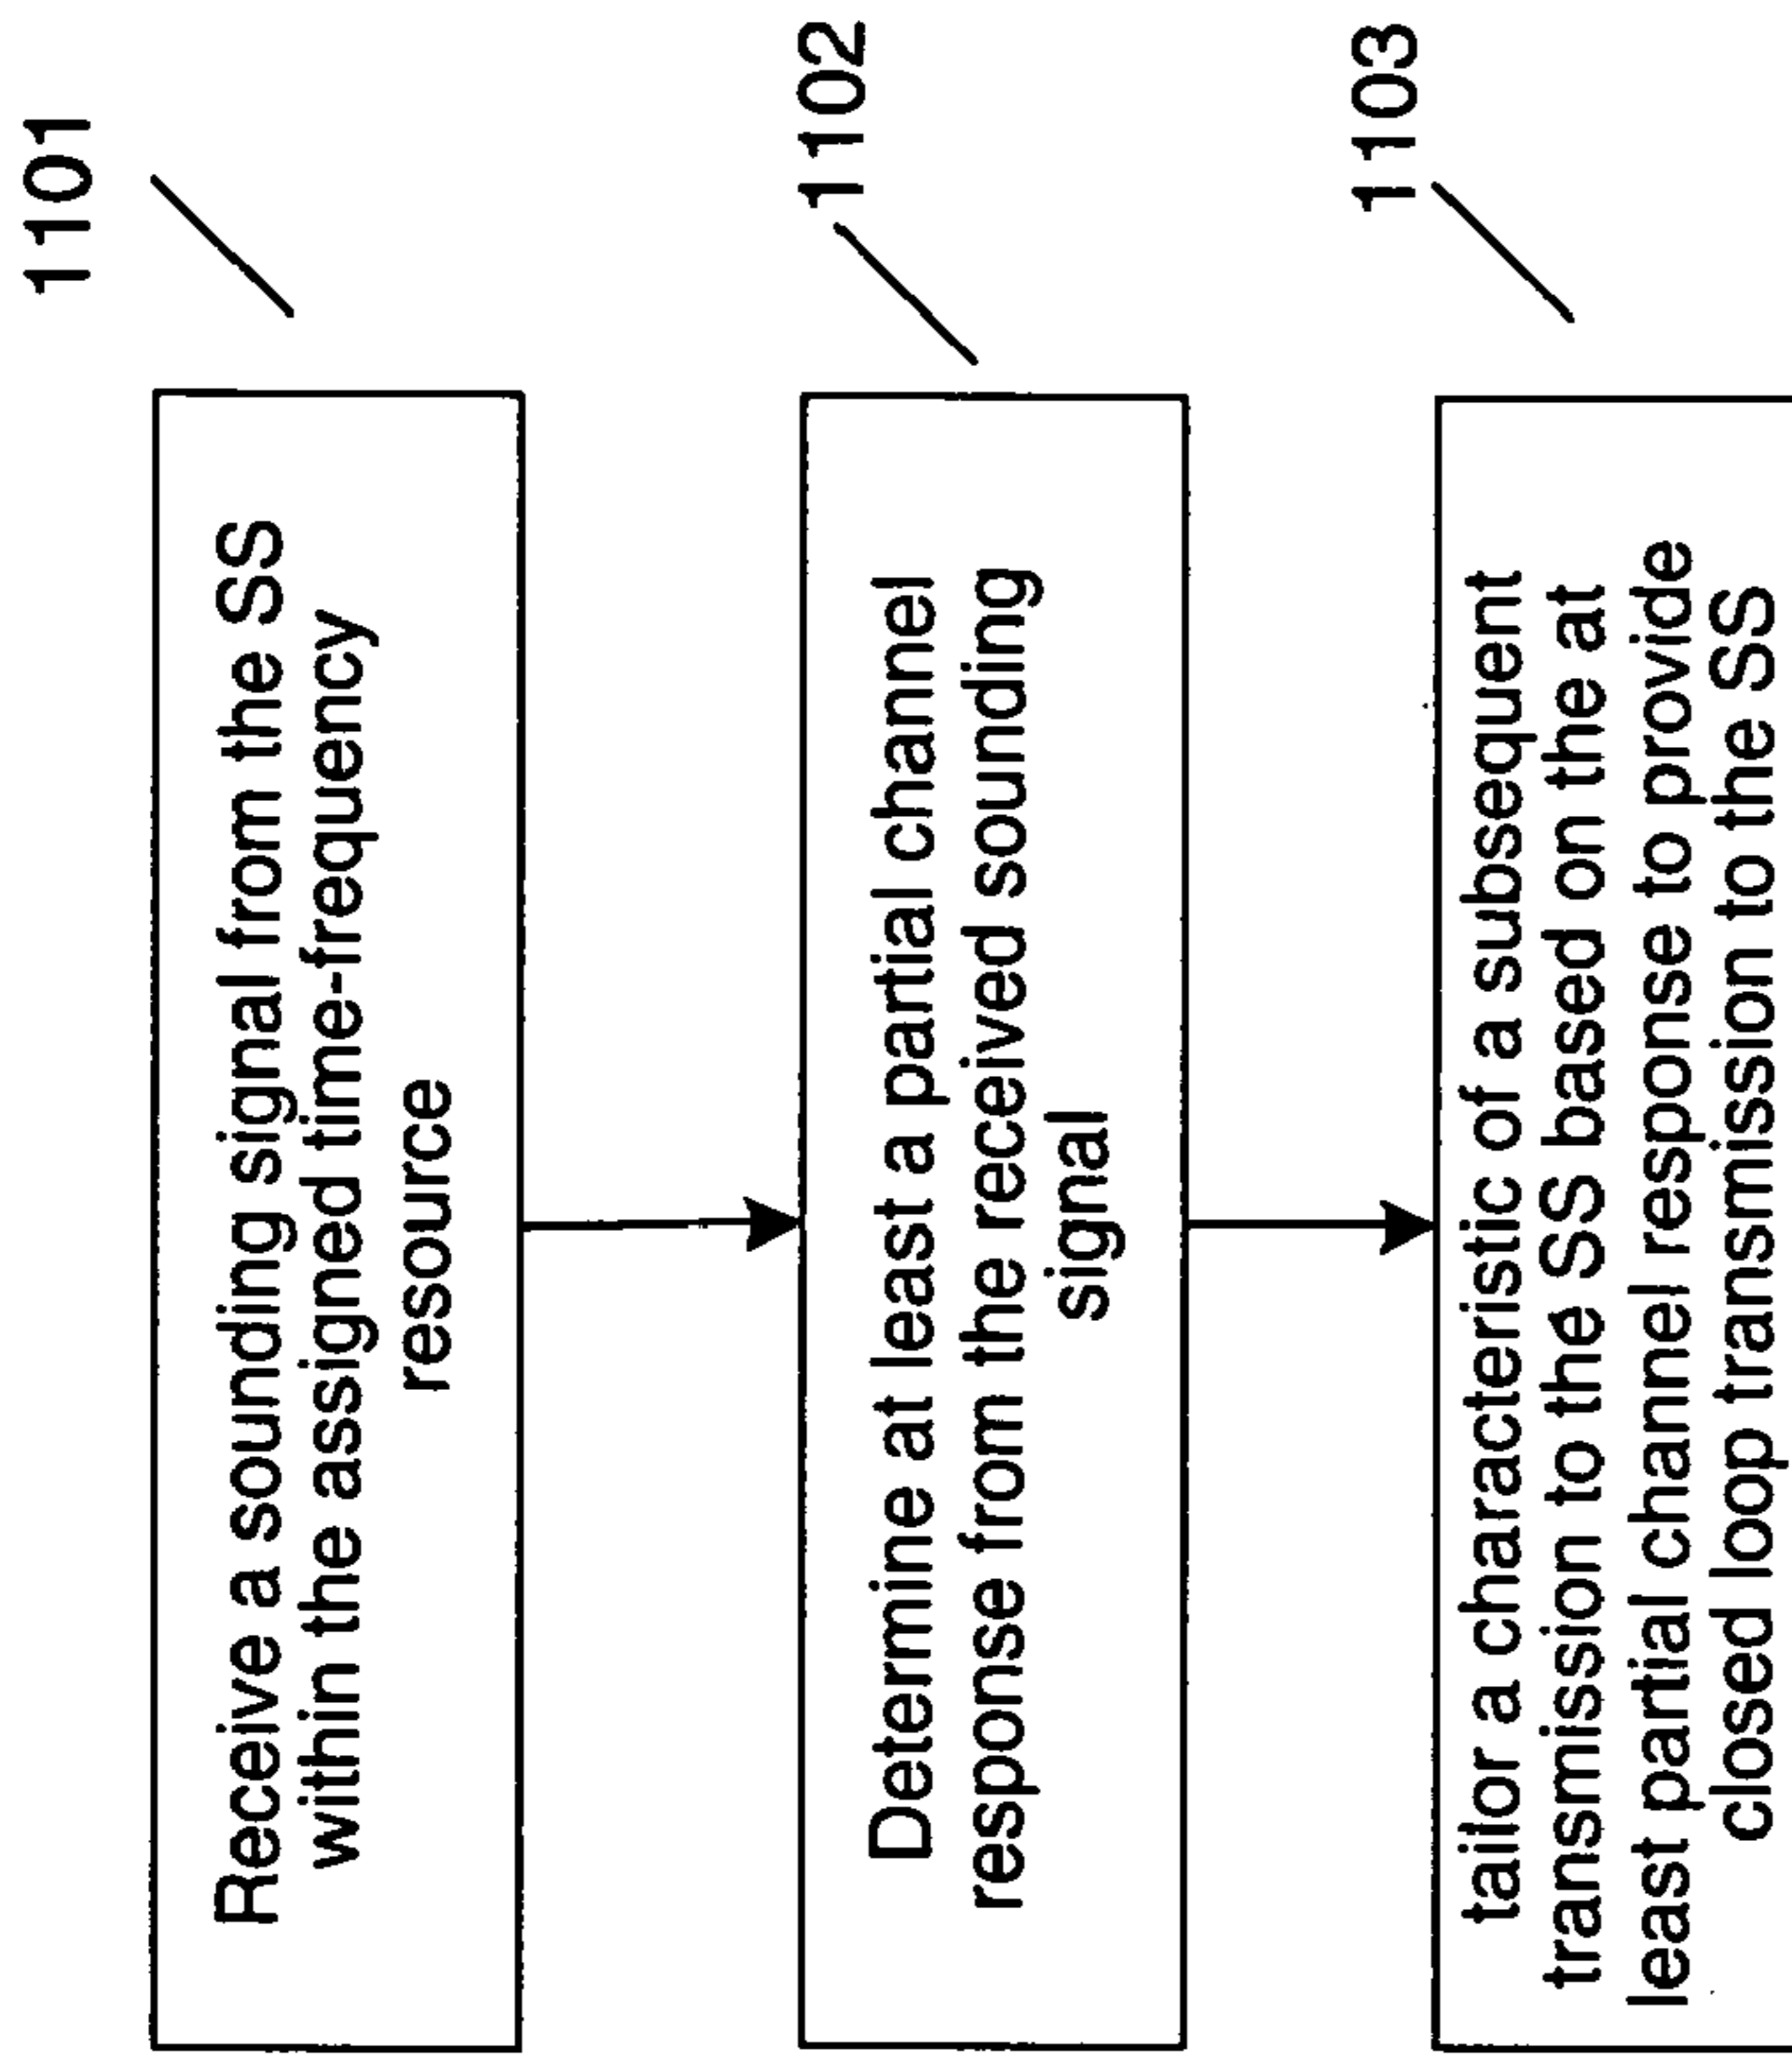 1101
Receive a sounding signal from the SS
within the assigned time-frequency
resource
1102
Determine at least a partial channel
response from the received sounding
signal
1103
tailor a characteristic of a subsequent
transmission to the SS based on the at
least partial channel response to provide
closed loop transmission to the SS